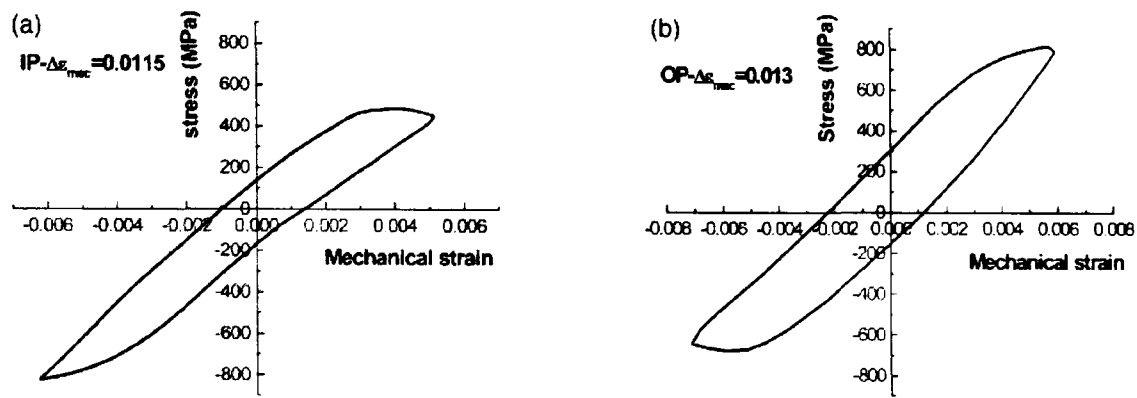 (a)
IP-Δε_mec=0.0115
stress (MPa)
800
600
400
200
0
-200
-400
-600
-800
-0.006 -0.004 -0.002 0.000 0.002 0.004 0.006
Mechanical strain
(b)
OP-Δε_mec=0.013
Stress (MPa)
800
600
400
200
0
-200
-400
-600
-800
-0.008 -0.006 -0.004 -0.002 0.000 0.002 0.004 0.006 0.008
Mechanical strain